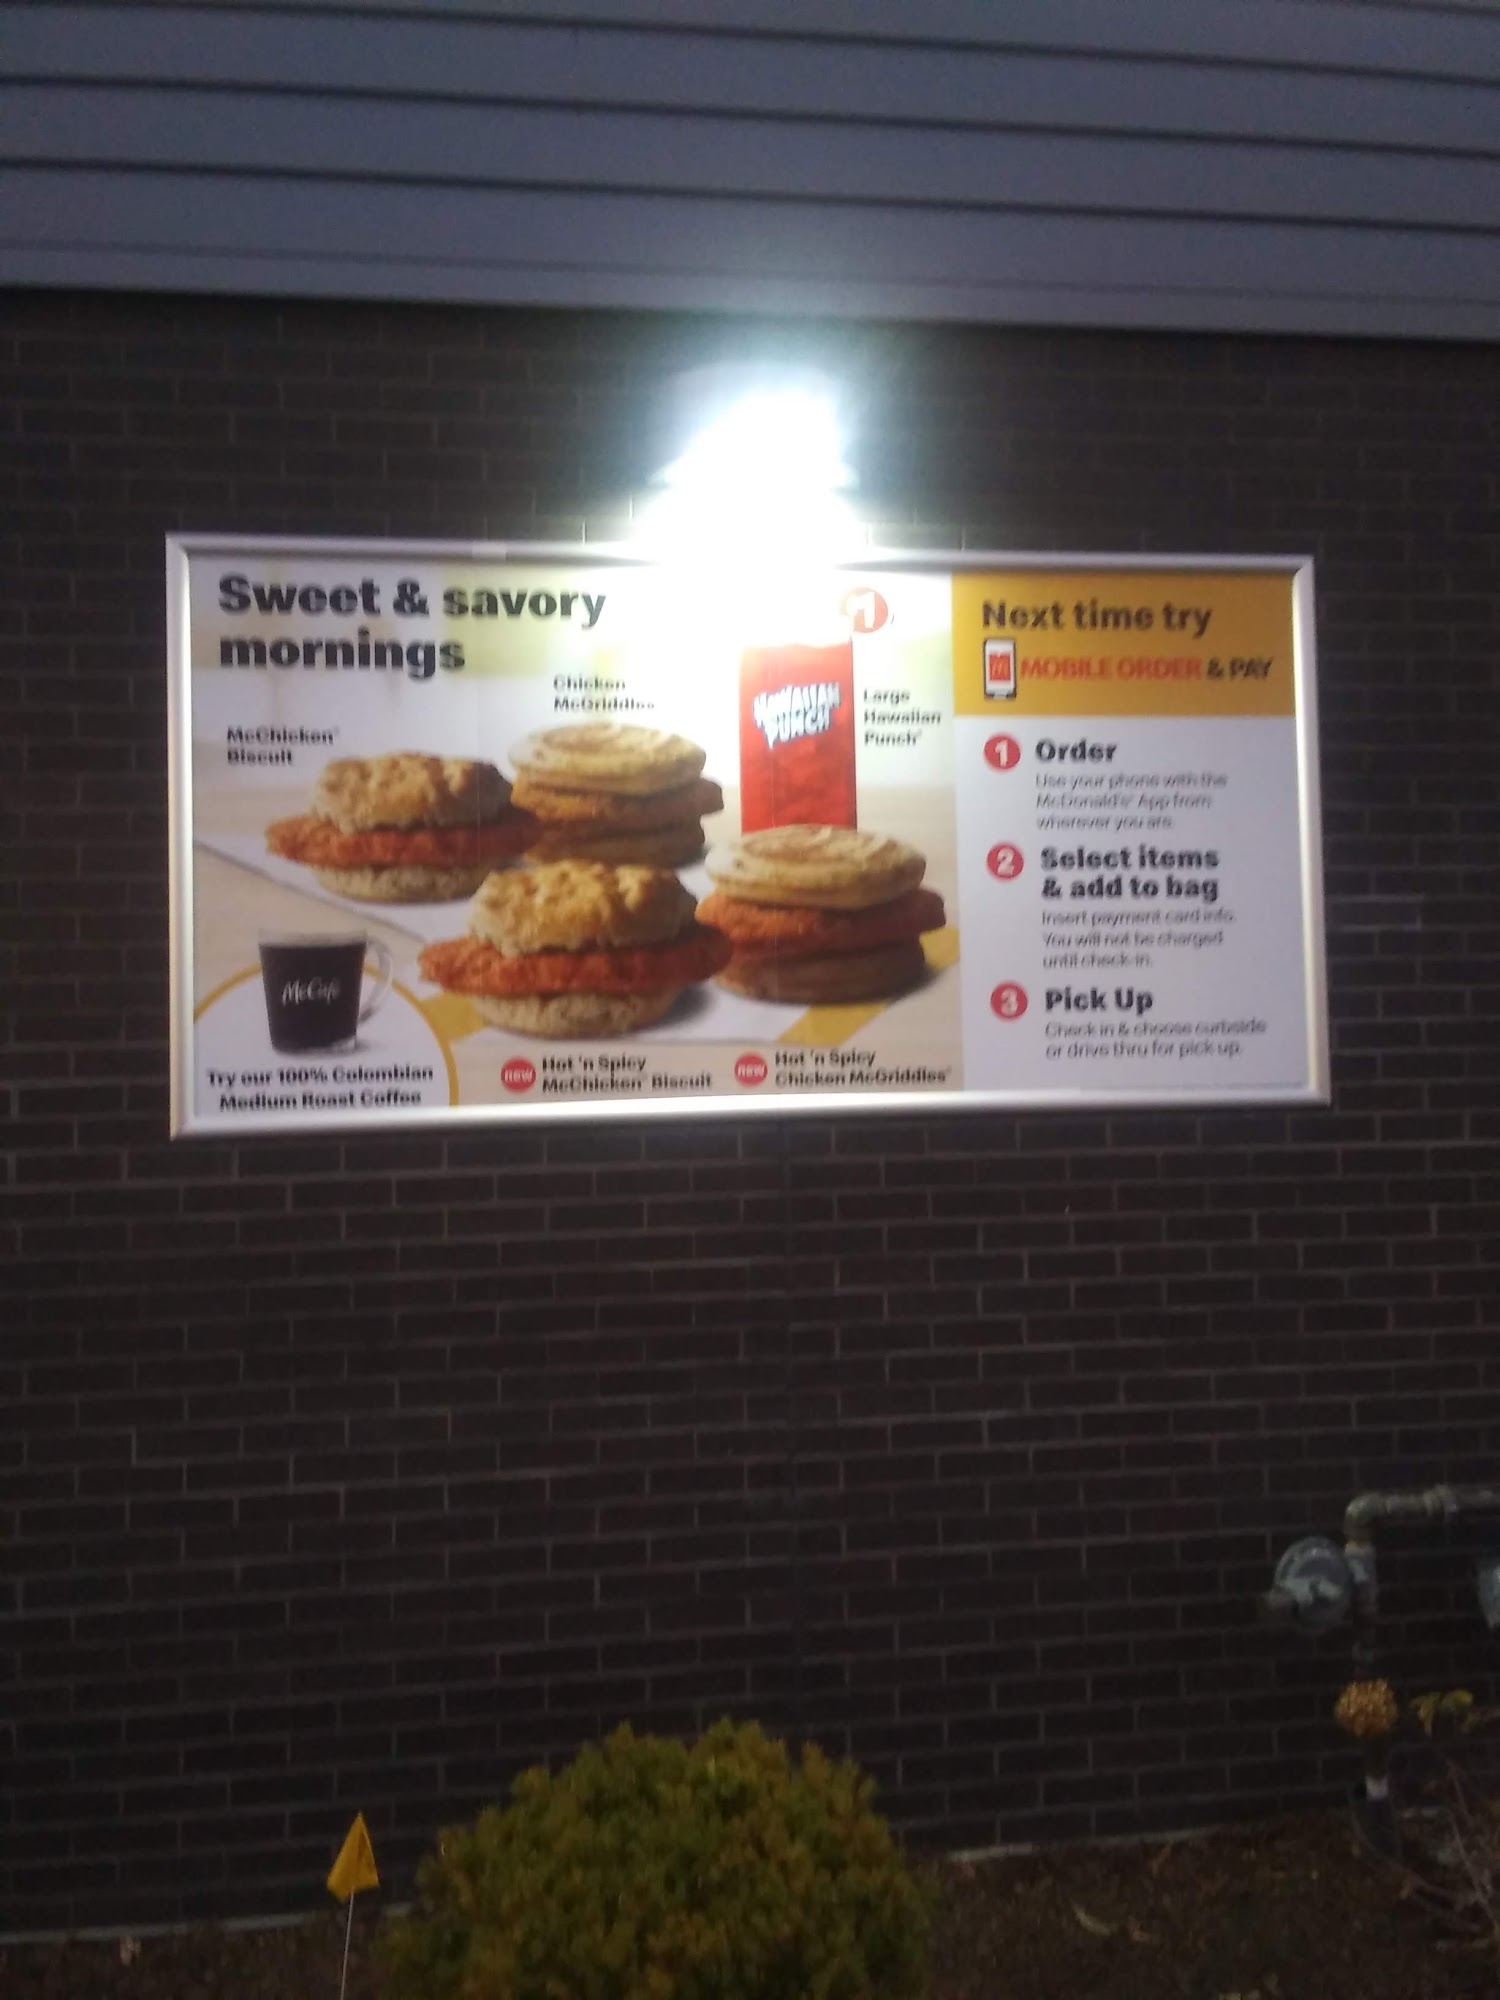 Sweet & savory
mornings
McChicken®
Biscuit
Chicken
McGriddles®
1
HAWAIIAN
PUNCH
Large
Hawaiian
Punch®
McCafé
Try our 100% Colombian
Medium Roast Coffee
new
Hot 'n Spicy
McChicken® Biscuit
new
Hot 'n Spicy
Chicken McGriddles®
Next time try
MOBILE ORDER & PAY
1 Order
Use your phone with the
McDonald's® App from
wherever you are.
2 Select items
& add to bag
Insert payment card info.
You will not be charged
until check-in.
3 Pick Up
Check in & choose curbside
or drive thru for pick up.